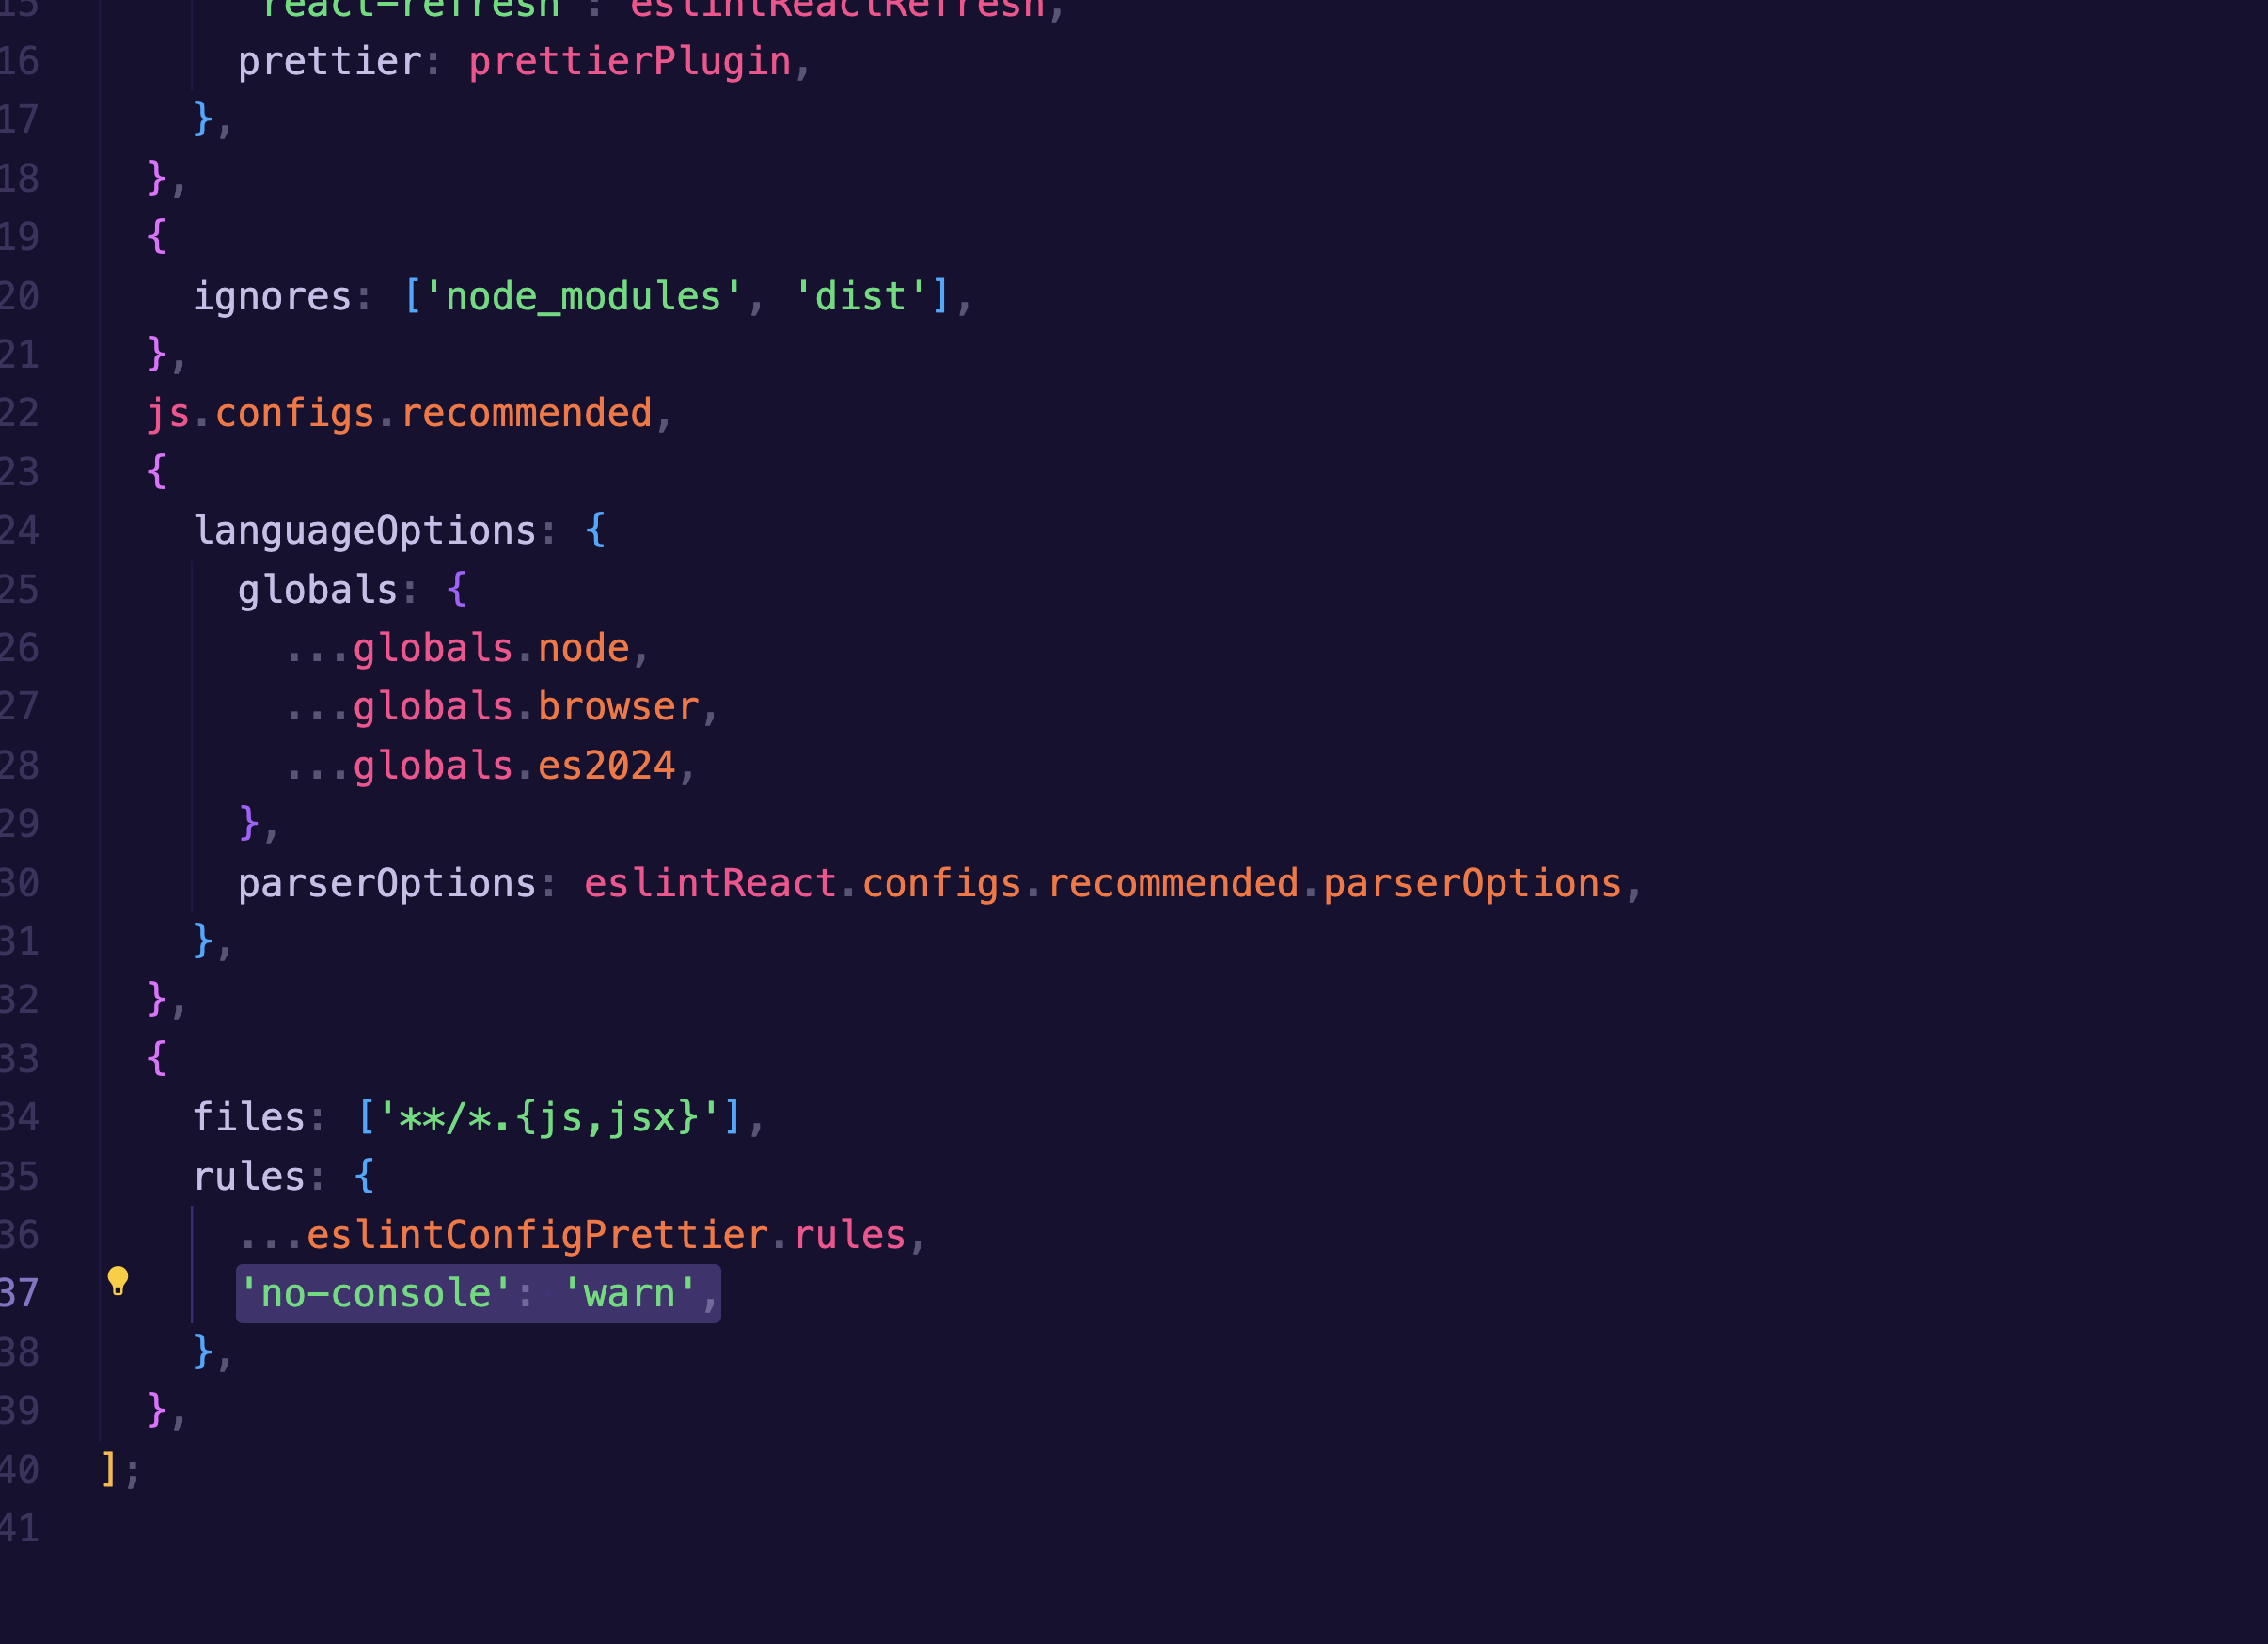 15 'react-refresh': eslintReactRefresh,
16 prettier: prettierPlugin,
17 },
18 },
19 {
20 ignores: ['node_modules', 'dist'],
21 },
22 js.configs.recommended,
23 {
24 languageOptions: {
25 globals: {
26 ...globals.node,
27 ...globals.browser,
28 ...globals.es2024,
29 },
30 parserOptions: eslintReact.configs.recommended.parserOptions,
31 },
32 },
33 {
34 files: ['**/*.{js,jsx}'],
35 rules: {
36 ...eslintConfigPrettier.rules,
37 'no-console': 'warn',
38 },
39 },
40 ];
41